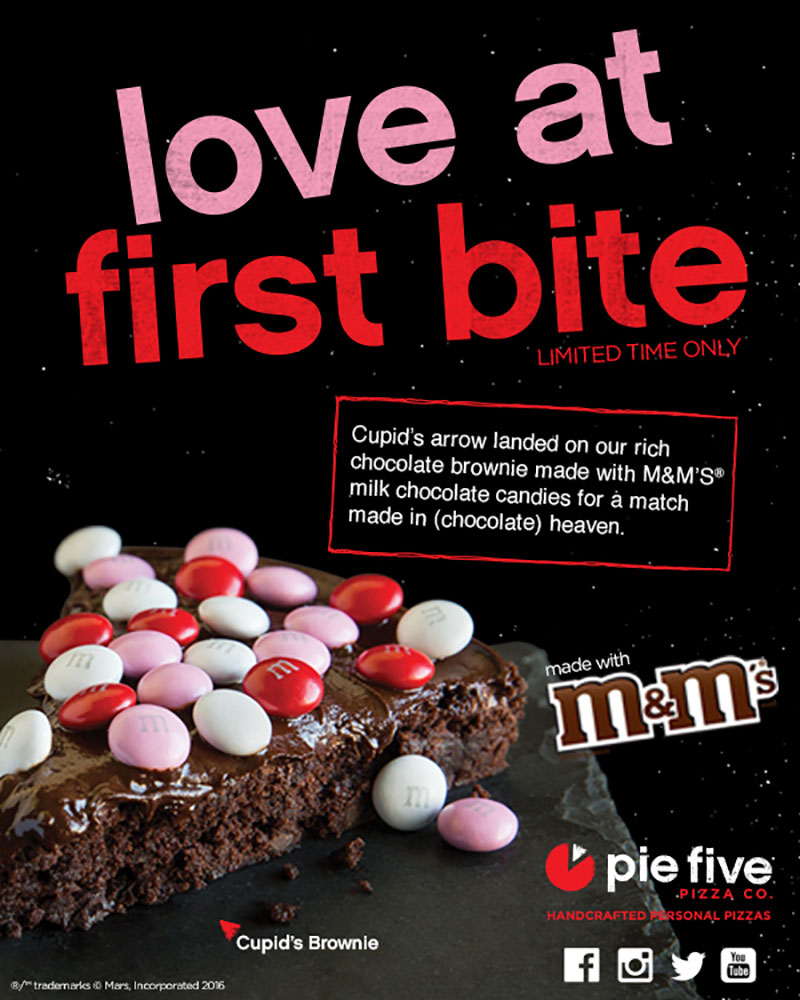 love at
first bite
LIMITED TIME ONLY
Cupid's arrow landed on our rich
chocolate brownie made with M&M'S®
milk chocolate candies for a match
made in (chocolate) heaven.
made with
m&m's
pie five
PIZZA CO.
HANDCRAFTED PERSONAL PIZZAS
Cupid's Brownie
f
You
Tube
®/™ trademarks © Mars, Incorporated 2016
m
m
m
m
m
m
m
m